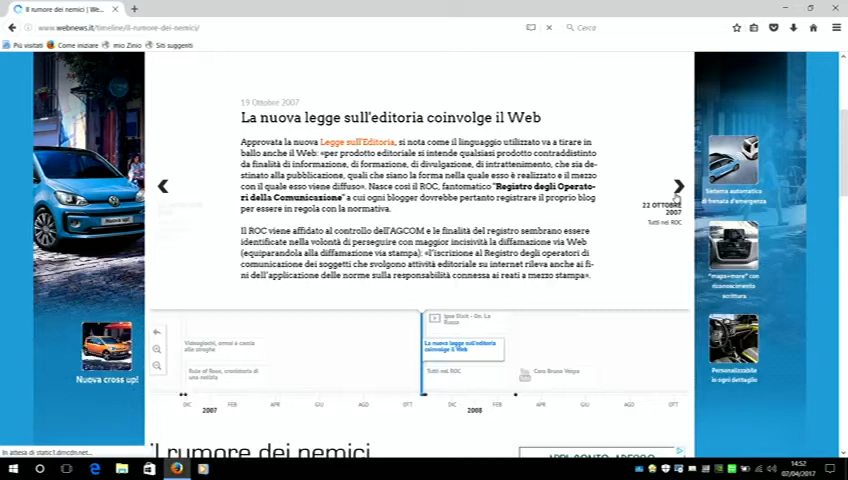 Il rumore dei nemici | We...
www.webnews.it/timeline/il-rumore-dei-nemici/
Cerca
Più visitati
Come iniziare
mio Zinio
Siti suggeriti
19 Ottobre 2007
La nuova legge sull'editoria coinvolge il Web
Approvata la nuova Legge sull'Editoria, si nota come il linguaggio utilizzato va a tirare in
ballo anche il Web: «per prodotto editoriale si intende qualsiasi prodotto contraddistinto
da finalità di informazione, di formazione, di divulgazione, di intrattenimento, che sia de-
stinato alla pubblicazione, quali che siano la forma nella quale esso è realizzato e il mezzo
con il quale esso viene diffuso». Nasce così il ROC, fantomatico "Registro degli Operato-
ri della Comunicazione" a cui ogni blogger dovrebbe pertanto registrare il proprio blog
per essere in regola con la normativa.
Il ROC viene affidato al controllo dell'AGCOM e le finalità del registro sembrano essere
identificate nella volontà di perseguire con maggior incisività la diffamazione via Web
(equiparandola alla diffamazione via stampa): «l'iscrizione al Registro degli operatori di
comunicazione dei soggetti che svolgono attività editoriale su internet rileva anche ai fi-
ni dell'applicazione delle norme sulla responsabilità connessa ai reati a mezzo stampa».
22 OTTOBRE
2007
Tutti nel ROC
Nuova up!
Nuova cross up!
Sistema automatico
di frenata d'emergenza
"maps+more" con
riconoscimento
scrittura
Personalizzabile
in ogni dettaglio
Ipse Dixit - On. La
Russa
Videogiochi, ormai è caccia
alle streghe
La nuova legge sull'editoria
coinvolge il Web
Rule of Rose, cronistoria di
una notizia
Tutti nel ROC
Caro Bruno Vespa
DIC FEB APR GIU AGO OTT DIC FEB APR GIU AGO OTT
2007 2008
il rumore dei nemici
In attesa di static1.dmcdn.net...
14:52
07/04/2017